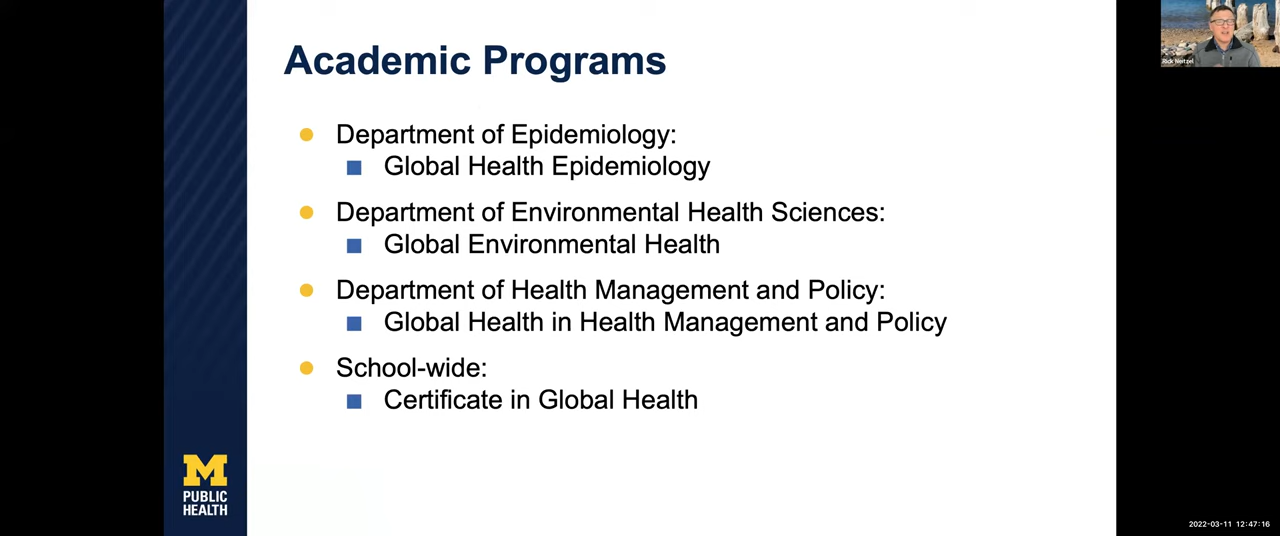 Academic Programs
Department of Epidemiology:
Global Health Epidemiology
Department of Environmental Health Sciences:
Global Environmental Health
Department of Health Management and Policy:
Global Health in Health Management and Policy
School-wide:
Certificate in Global Health
M
PUBLIC
HEALTH
Rick Neitzel
2022-03-11 12:47:16